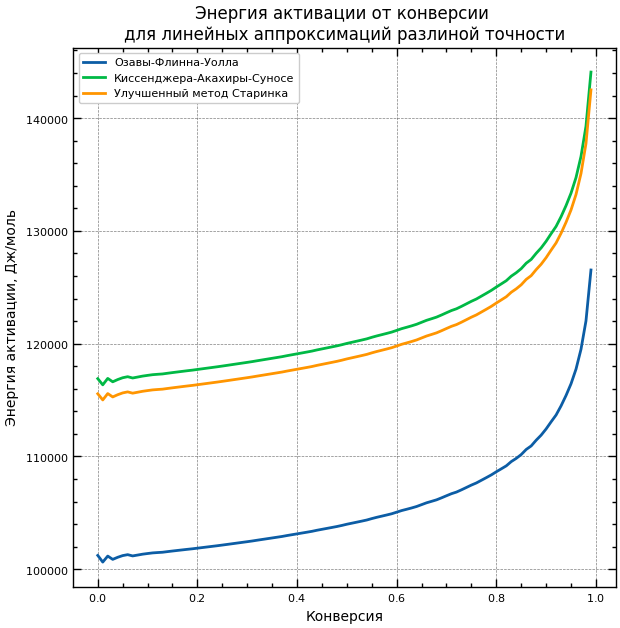 Энергия активации от конверсии
для линейных аппроксимаций разлиной точности
Озавы-Флинна-Уолла
Киссенджера-Акахиры-Суносе
Улучшенный метод Старинка
Энергия активации, Дж/моль
140000
130000
120000
110000
100000
0.0 0.2 0.4 0.6 0.8 1.0
Конверсия